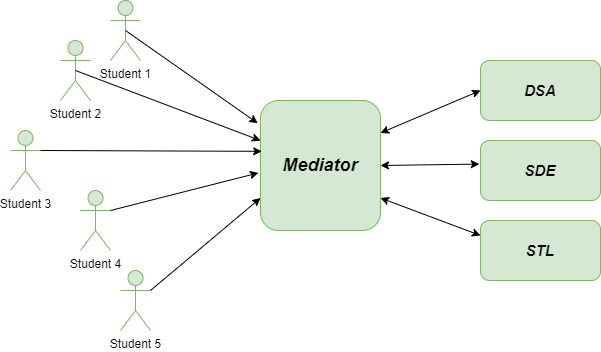 Student 1
Student 2
Student 3
Student 4
Student 5
Mediator
DSA
SDE
STL